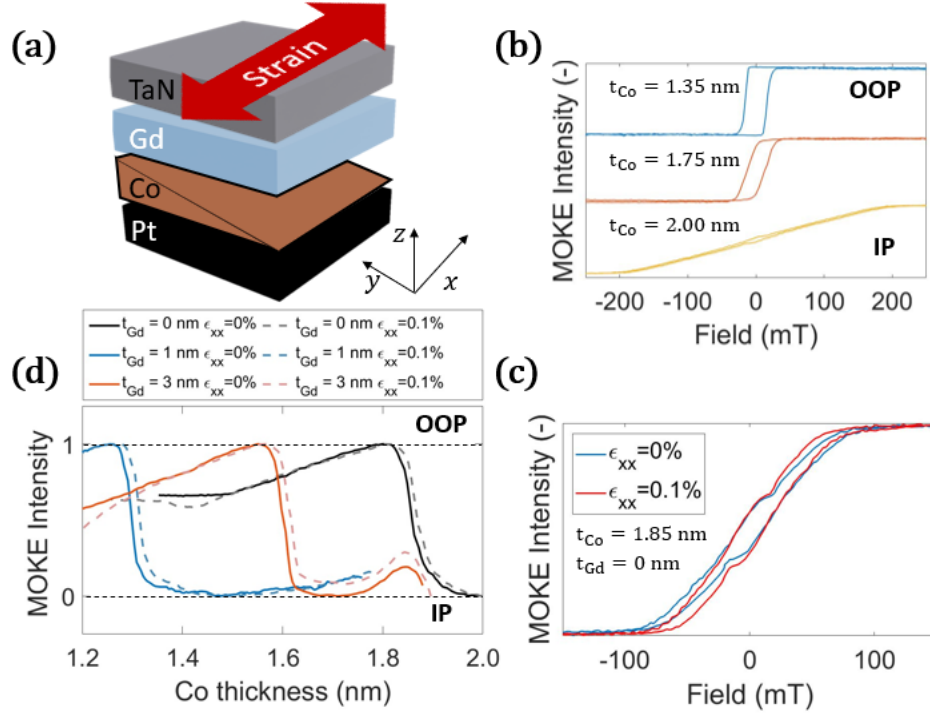 (a)
TaN
Strain
Gd
Co
Pt
z
y
x
(b)
MOKE Intensity (-)
t_Co = 1.35 nm
OOP
t_Co = 1.75 nm
t_Co = 2.00 nm
IP
-200 -100 0 100 200
Field (mT)
t_Gd = 0 nm ϵ_xx=0% t_Gd = 0 nm ϵ_xx=0.1%
t_Gd = 1 nm ϵ_xx=0% t_Gd = 1 nm ϵ_xx=0.1%
t_Gd = 3 nm ϵ_xx=0% t_Gd = 3 nm ϵ_xx=0.1%
(d)
MOKE Intensity
OOP
1
0
IP
1.2 1.4 1.6 1.8 2.0
Co thickness (nm)
(c)
MOKE Intensity (-)
ϵ_xx=0%
ϵ_xx=0.1%
t_Co = 1.85 nm
t_Gd = 0 nm
-100 0 100
Field (mT)